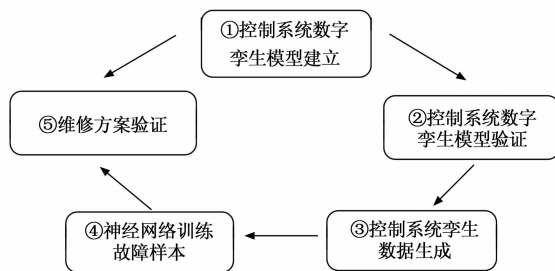 ①控制系统数字
孪生模型建立
②控制系统数字
孪生模型验证
③控制系统孪生
数据生成
④神经网络训练
故障样本
⑤维修方案验证